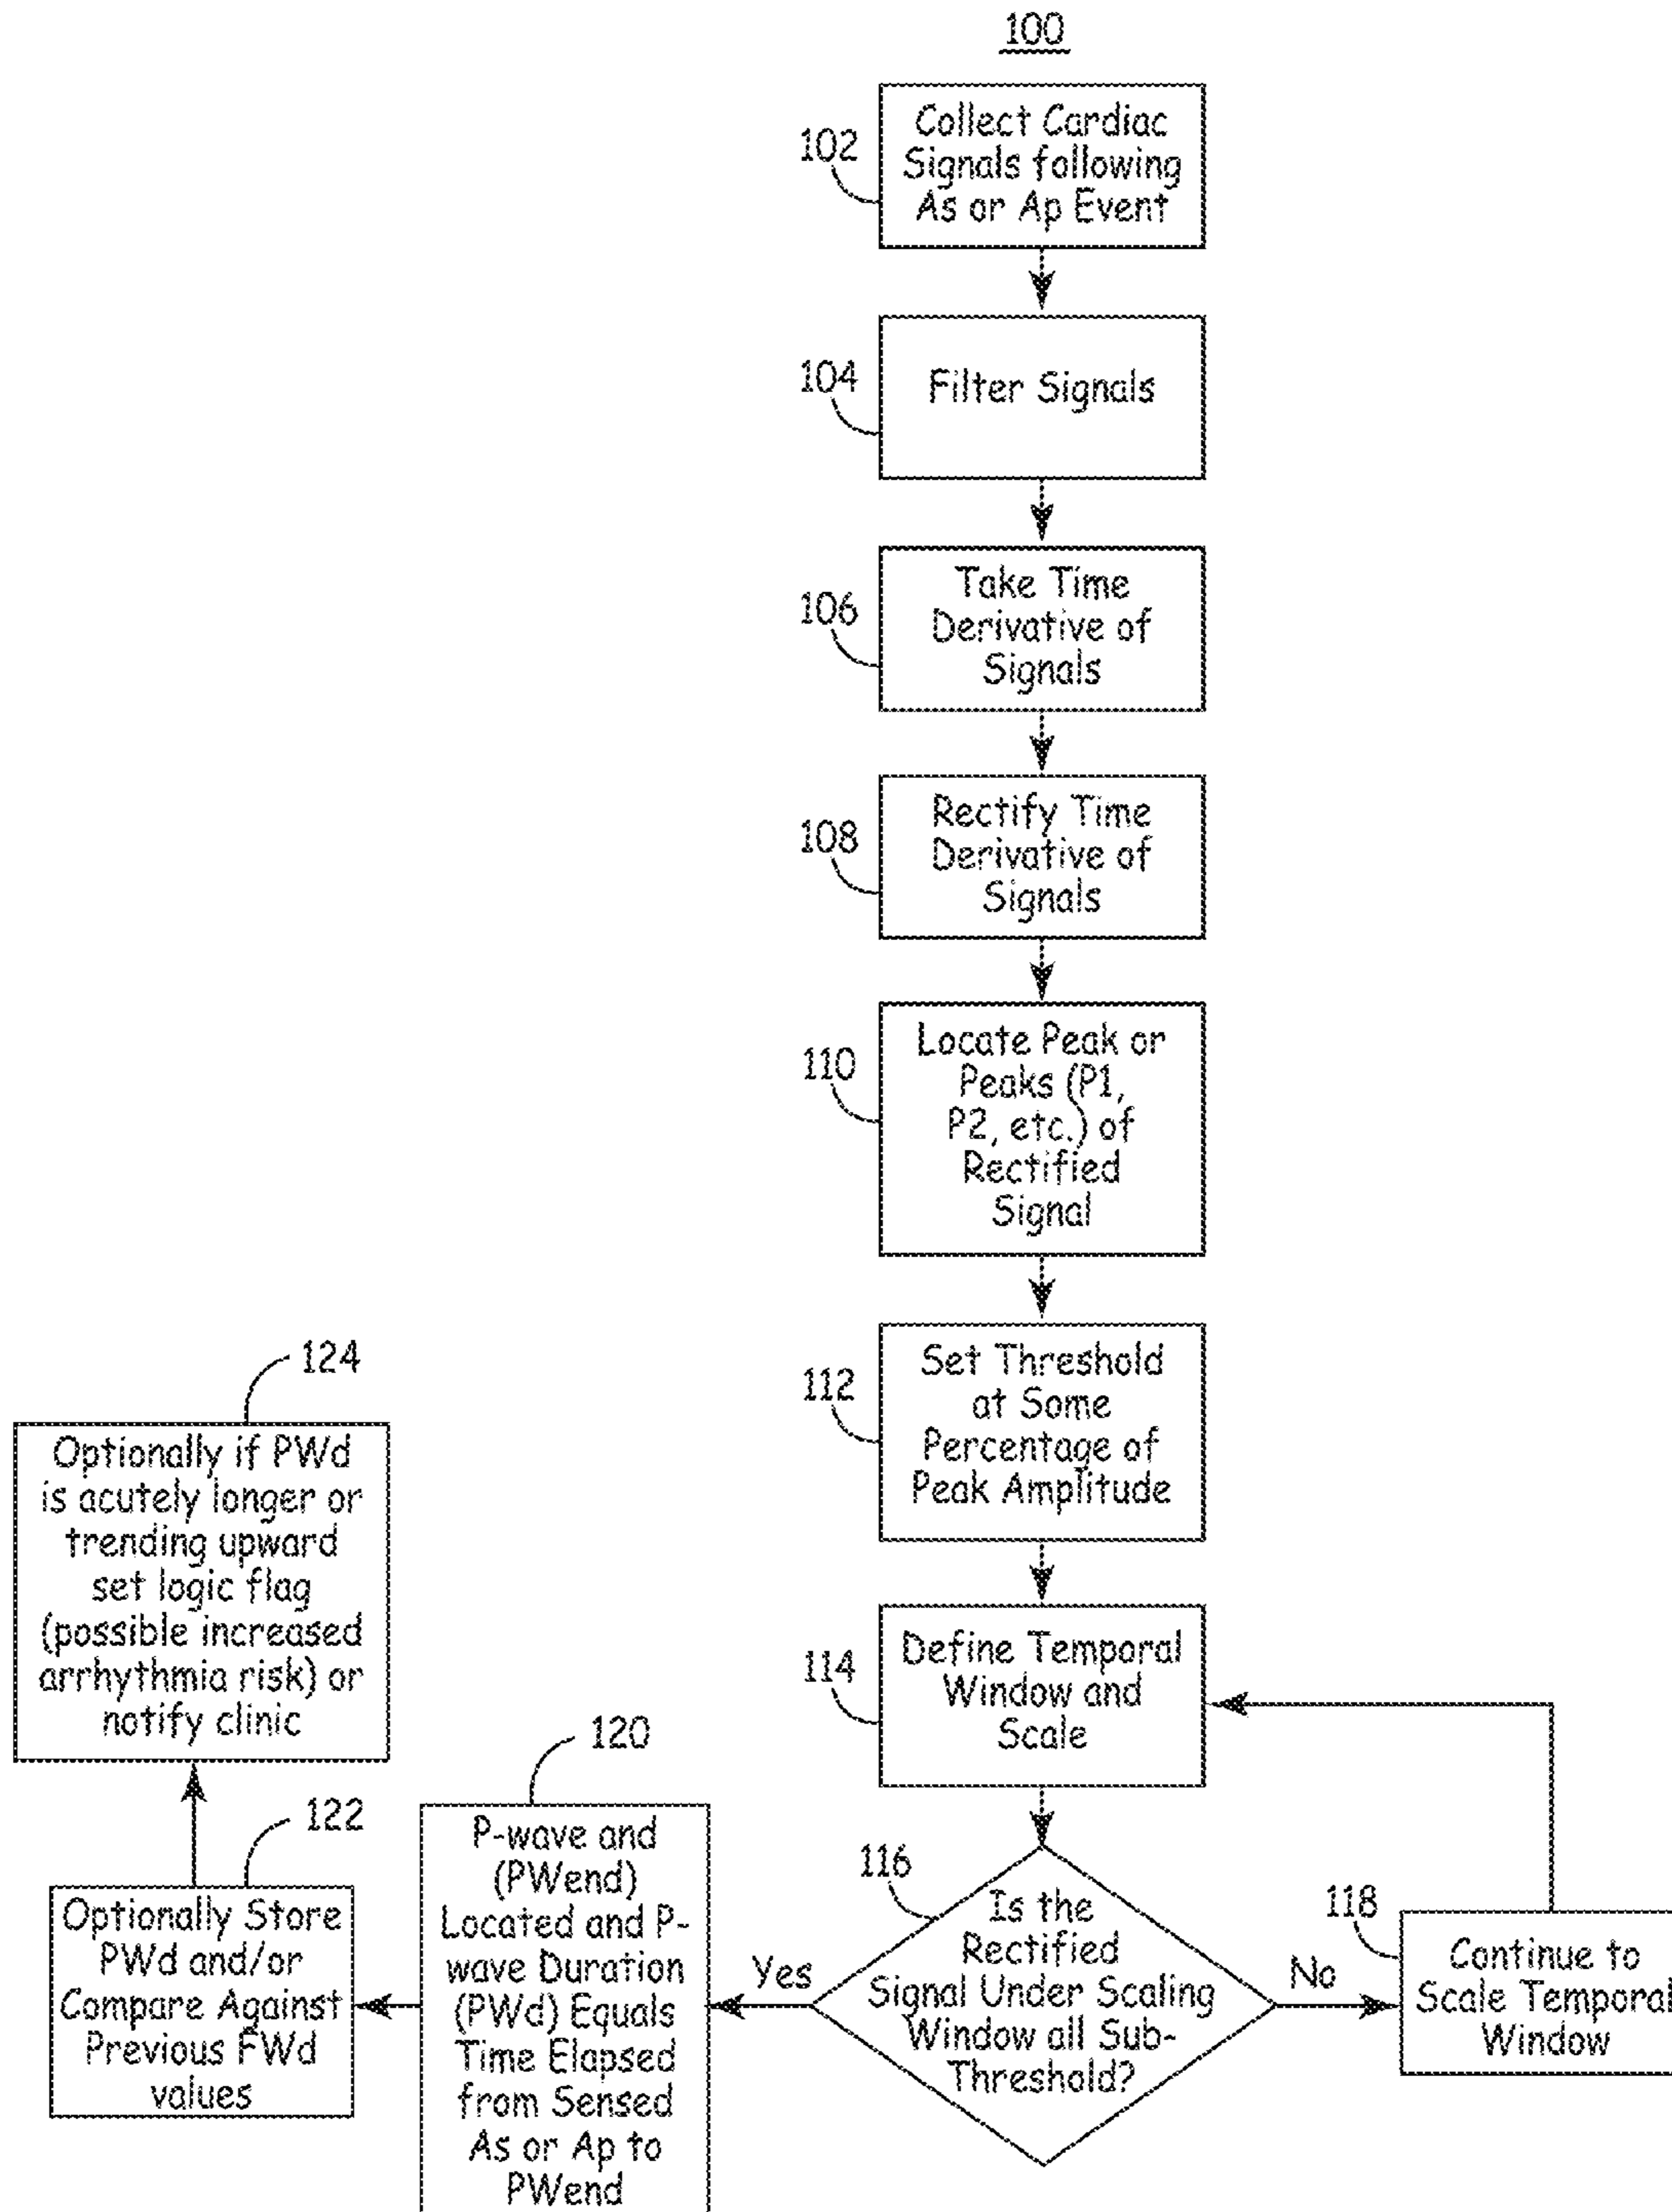 100
102
Collect Cardiac
Signals following
As or Ap Event
104
Filter Signals
106
Take Time
Derivative of
Signals
108
Rectify Time
Derivative of
Signals
110
Locate Peak or
Peaks (P1,
P2, etc.) of
Rectified
Signal
112
Set Threshold
at Some
Percentage of
Peak Amplitude
114
Define Temporal
Window and
Scale
116
Is the
Rectified
Signal Under Scaling
Window all Sub-
Threshold?
No
118
Continue to
Scale Temporal
Window
Yes
120
P-wave and
(PWend)
Located and P-
wave Duration
(PWd) Equals
Time Elapsed
from Sensed
As or Ap to
PWend
122
Optionally Store
PWd and/or
Compare Against
Previous FWd
values
124
Optionally if PWd
is acutely longer or
trending upward
set logic flag
(possible increased
arrhythmia risk) or
notify clinic